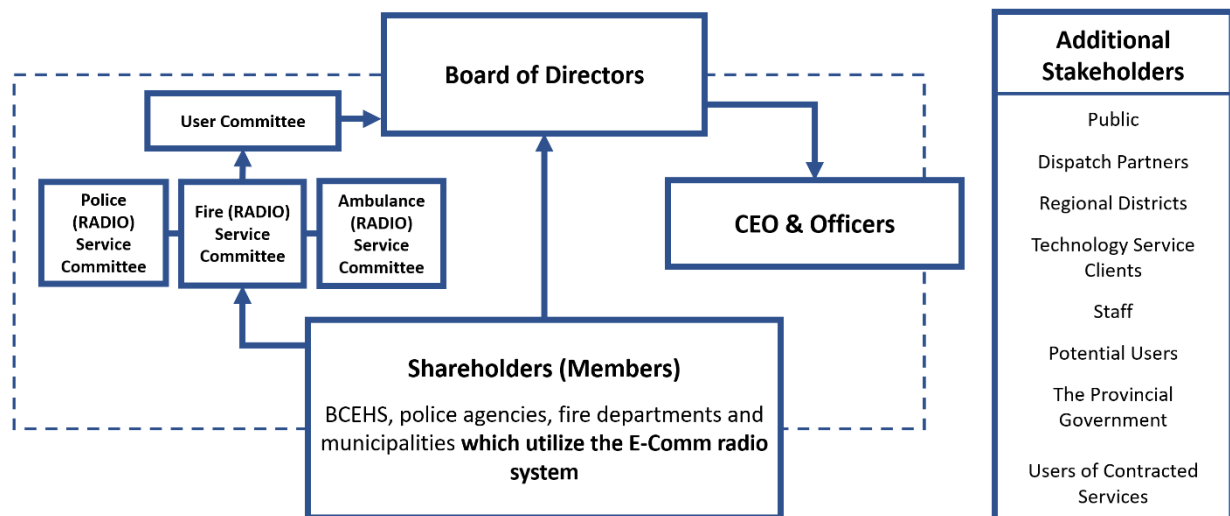 Board of Directors
User Committee
Police
(RADIO)
Service
Committee
Fire (RADIO)
Service
Committee
Ambulance
(RADIO)
Service
Committee
CEO & Officers
Shareholders (Members)
BCEHS, police agencies, fire departments and
municipalities which utilize the E-Comm radio
system
Additional
Stakeholders
Public
Dispatch Partners
Regional Districts
Technology Service
Clients
Staff
Potential Users
The Provincial
Government
Users of Contracted
Services